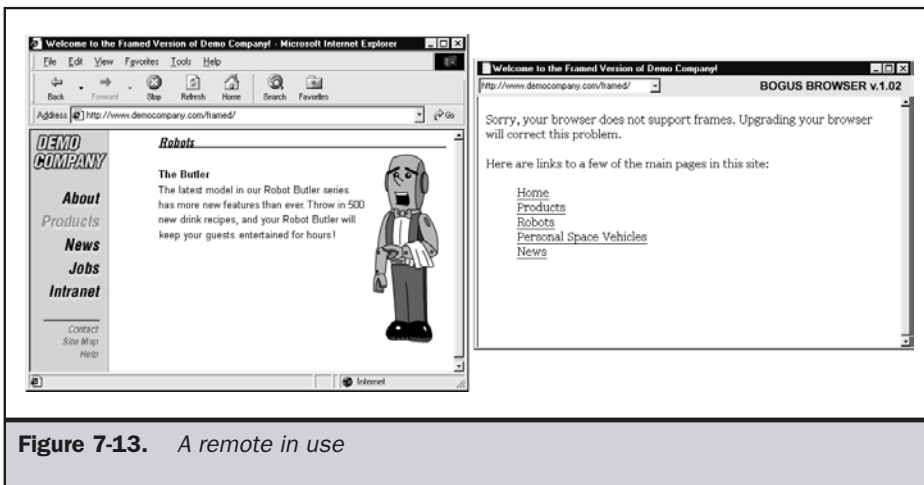 Welcome to the Framed Version of Demo Company! - Microsoft Internet Explorer
File Edit View Favorites Tools Help
Back Forward Stop Refresh Home Search Favorites
Address http://www.democompany.com/framed/ Go
DEMO
COMPANY
About
Products
News
Jobs
Intranet
Contact
Site Map
Help
Robots
The Butler
The latest model in our Robot Butler series
has more new features than ever. Throw in 500
new drink recipes, and your Robot Butler will
keep your guests entertained for hours!
Internet
Welcome to the Framed Version of Demo Company!
http://www.democompany.com/framed/ BOGUS BROWSER v.1.02
Sorry, your browser does not support frames. Upgrading your browser
will correct this problem.
Here are links to a few of the main pages in this site:
Home
Products
Robots
Personal Space Vehicles
News
Figure 7-13. A remote in use